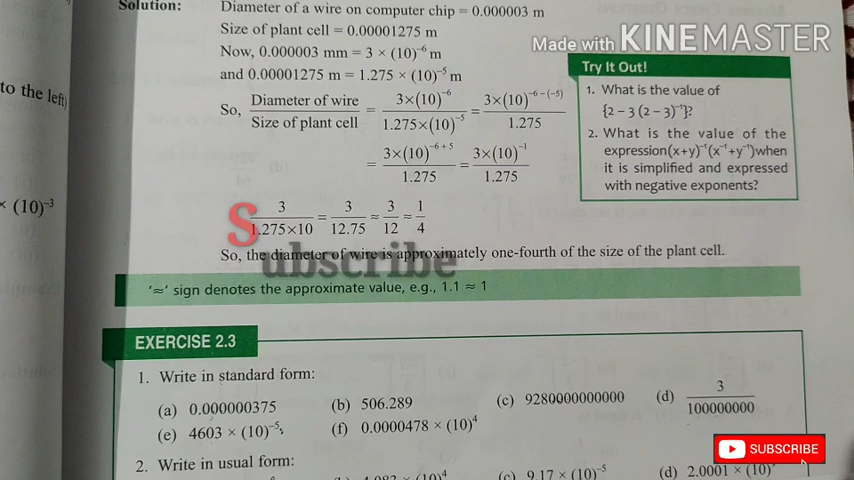 Solution: Diameter of a wire on computer chip = 0.000003 m
Size of plant cell = 0.00001275 m
Made with KINEMASTER
Now, 0.000003 mm = 3 × (10)⁻⁶ m
and 0.00001275 m = 1.275 × (10)⁻⁵ m
to the left)
So, Diameter of wire / Size of plant cell = 3×(10)⁻⁶ / 1.275×(10)⁻⁵ = 3×(10)⁻⁶⁻⁽⁻⁵⁾ / 1.275
= 3×(10)⁻⁶⁺⁵ / 1.275 = 3×(10)⁻¹ / 1.275
Try It Out!
1. What is the value of
{2 – 3 (2 – 3)⁻¹}?
2. What is the value of the
expression(x+y)⁻¹(x⁻¹+y⁻¹)when
it is simplified and expressed
with negative exponents?
× (10)⁻³
3 / 1.275×10 = 3 / 12.75 ≈ 3 / 12 ≈ 1 / 4
So, the diameter of wire is approximately one-fourth of the size of the plant cell.
Subscribe
'≈' sign denotes the approximate value, e.g., 1.1 ≈ 1
EXERCISE 2.3
1. Write in standard form:
(a) 0.000000375 (b) 506.289 (c) 9280000000000 (d) 3 / 100000000
(e) 4603 × (10)⁻⁵ (f) 0.0000478 × (10)⁴
SUBSCRIBE
2. Write in usual form:
4.083 × (10)⁴ (c) 9.17 × (10)⁻⁵ (d) 2.0001 × (10)